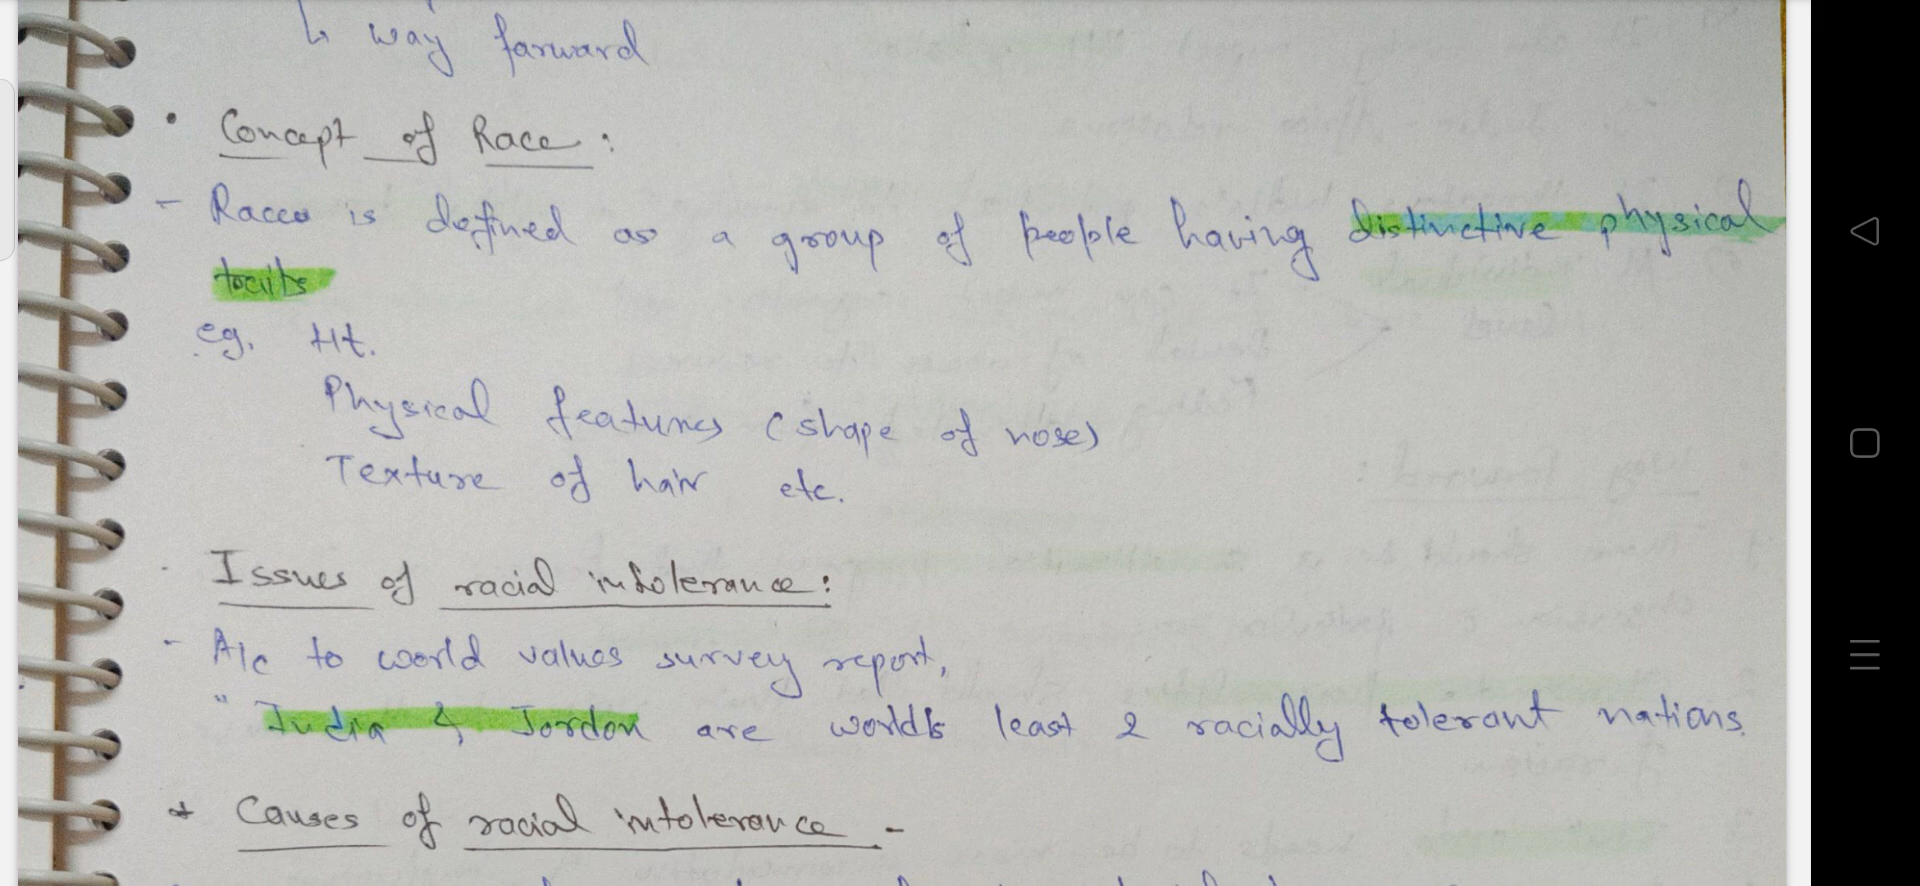 ↳ way forward
• Concept of Race :
- Race is defined as a group of people having distinctive physical
traits
eg. Ht.
Physical features (shape of nose)
Texture of hair etc.
Issues of racial intolerance :
- A/c to world values survey report,
" India & Jordon are world's least 2 racially tolerant nations.
* Causes of racial intolerance -